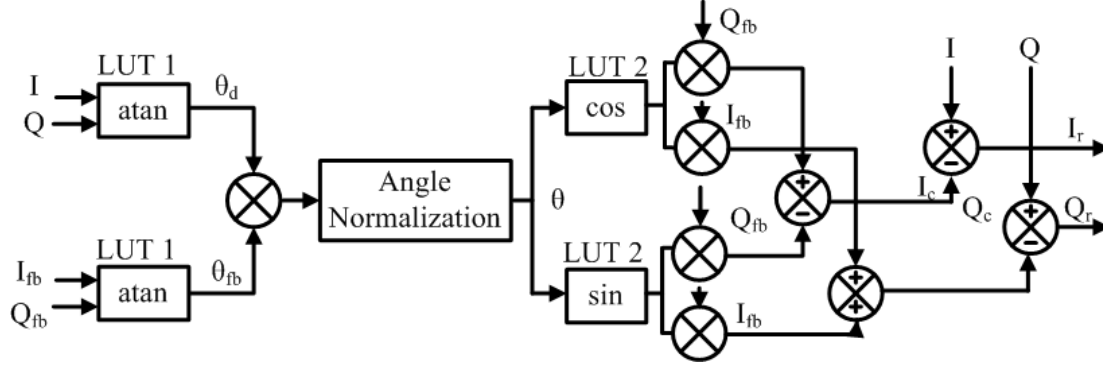 I
Q
LUT 1
atan
θd
Ifb
Qfb
LUT 1
atan
θfb
Angle
Normalization
θ
LUT 2
cos
LUT 2
sin
Qfb
Ifb
Qfb
Ifb
+
−
+
+
I
Q
+
−
+
−
Ic
Qc
Ir
Qr